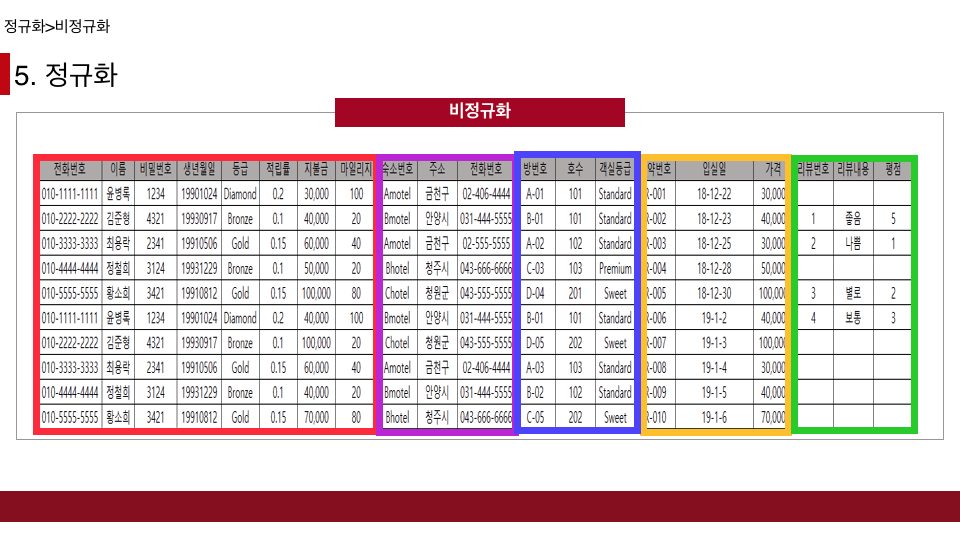 정규화>비정규화
5. 정규화
비정규화
전화번호 이름 비밀번호 생년월일 등급 적립률 지불금 마일리지 숙소번호 주소 전화번호 방번호 호수 객실등급 약번호 입실일 가격 리뷰번호 리뷰내용 평점
010-1111-1111 윤병록 1234 19901024 Diamond 0.2 30,000 100 Amotel 금천구 02-406-4444 A-01 101 Standard R-001 18-12-22 30,000
010-2222-2222 김준형 4321 19930917 Bronze 0.1 40,000 20 Bmotel 안양시 031-444-5555 B-01 101 Standard R-002 18-12-23 40,000 1 좋음 5
010-3333-3333 최용락 2341 19910506 Gold 0.15 60,000 40 Amotel 금천구 02-555-5555 A-02 102 Standard R-003 18-12-25 30,000 2 나쁨 1
010-4444-4444 정철희 3124 19931229 Bronze 0.1 50,000 20 Bhotel 청주시 043-666-6666 C-03 103 Premium R-004 18-12-28 50,000
010-5555-5555 황소희 3421 19910812 Gold 0.15 100,000 80 Chotel 청원군 043-555-5555 D-04 201 Sweet R-005 18-12-30 100,000 3 별로 2
010-1111-1111 윤병록 1234 19901024 Diamond 0.2 40,000 100 Bmotel 안양시 031-444-5555 B-01 101 Standard R-006 19-1-2 40,000 4 보통 3
010-2222-2222 김준형 4321 19930917 Bronze 0.1 100,000 20 Chotel 청원군 043-555-5555 D-05 202 Sweet R-007 19-1-3 100,000
010-3333-3333 최용락 2341 19910506 Gold 0.15 60,000 40 Amotel 금천구 02-406-4444 A-03 103 Standard R-008 19-1-4 30,000
010-4444-4444 정철희 3124 19931229 Bronze 0.1 40,000 20 Bmotel 안양시 031-444-5555 B-02 102 Standard R-009 19-1-5 40,000
010-5555-5555 황소희 3421 19910812 Gold 0.15 70,000 80 Bhotel 청주시 043-666-6666 C-05 202 Sweet R-010 19-1-6 70,000